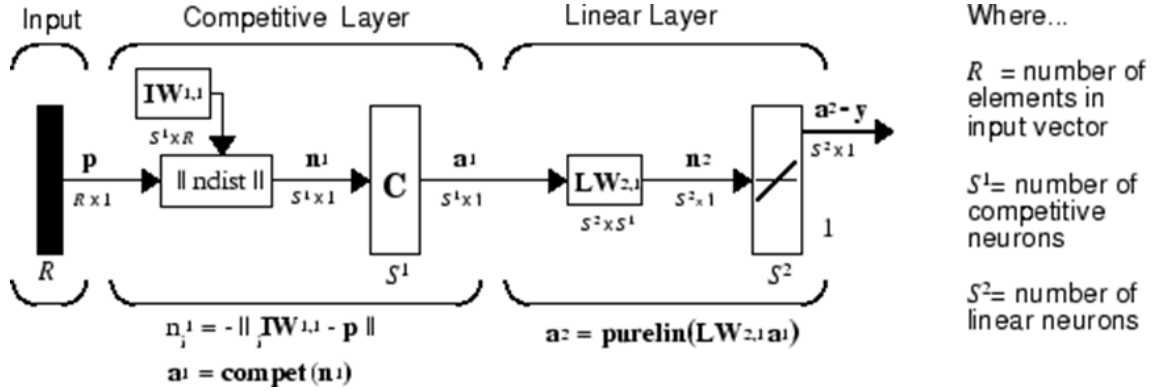 Input
Competitive Layer
Linear Layer
Where...
IW1,1
S¹xR
p
R x 1
|| ndist ||
n1
S¹x1
C
a1
S¹x1
LW2,1
S²xS¹
n2
S²x1
a2 - y
S²x1
1
R
S¹
S²
nᵢ¹ = - || ᵢIW1,1 - p ||
a1 = compet (n1)
a2 = purelin(LW2,1 a1)
R = number of
elements in
input vector
S¹= number of
competitive
neurons
S²= number of
linear neurons